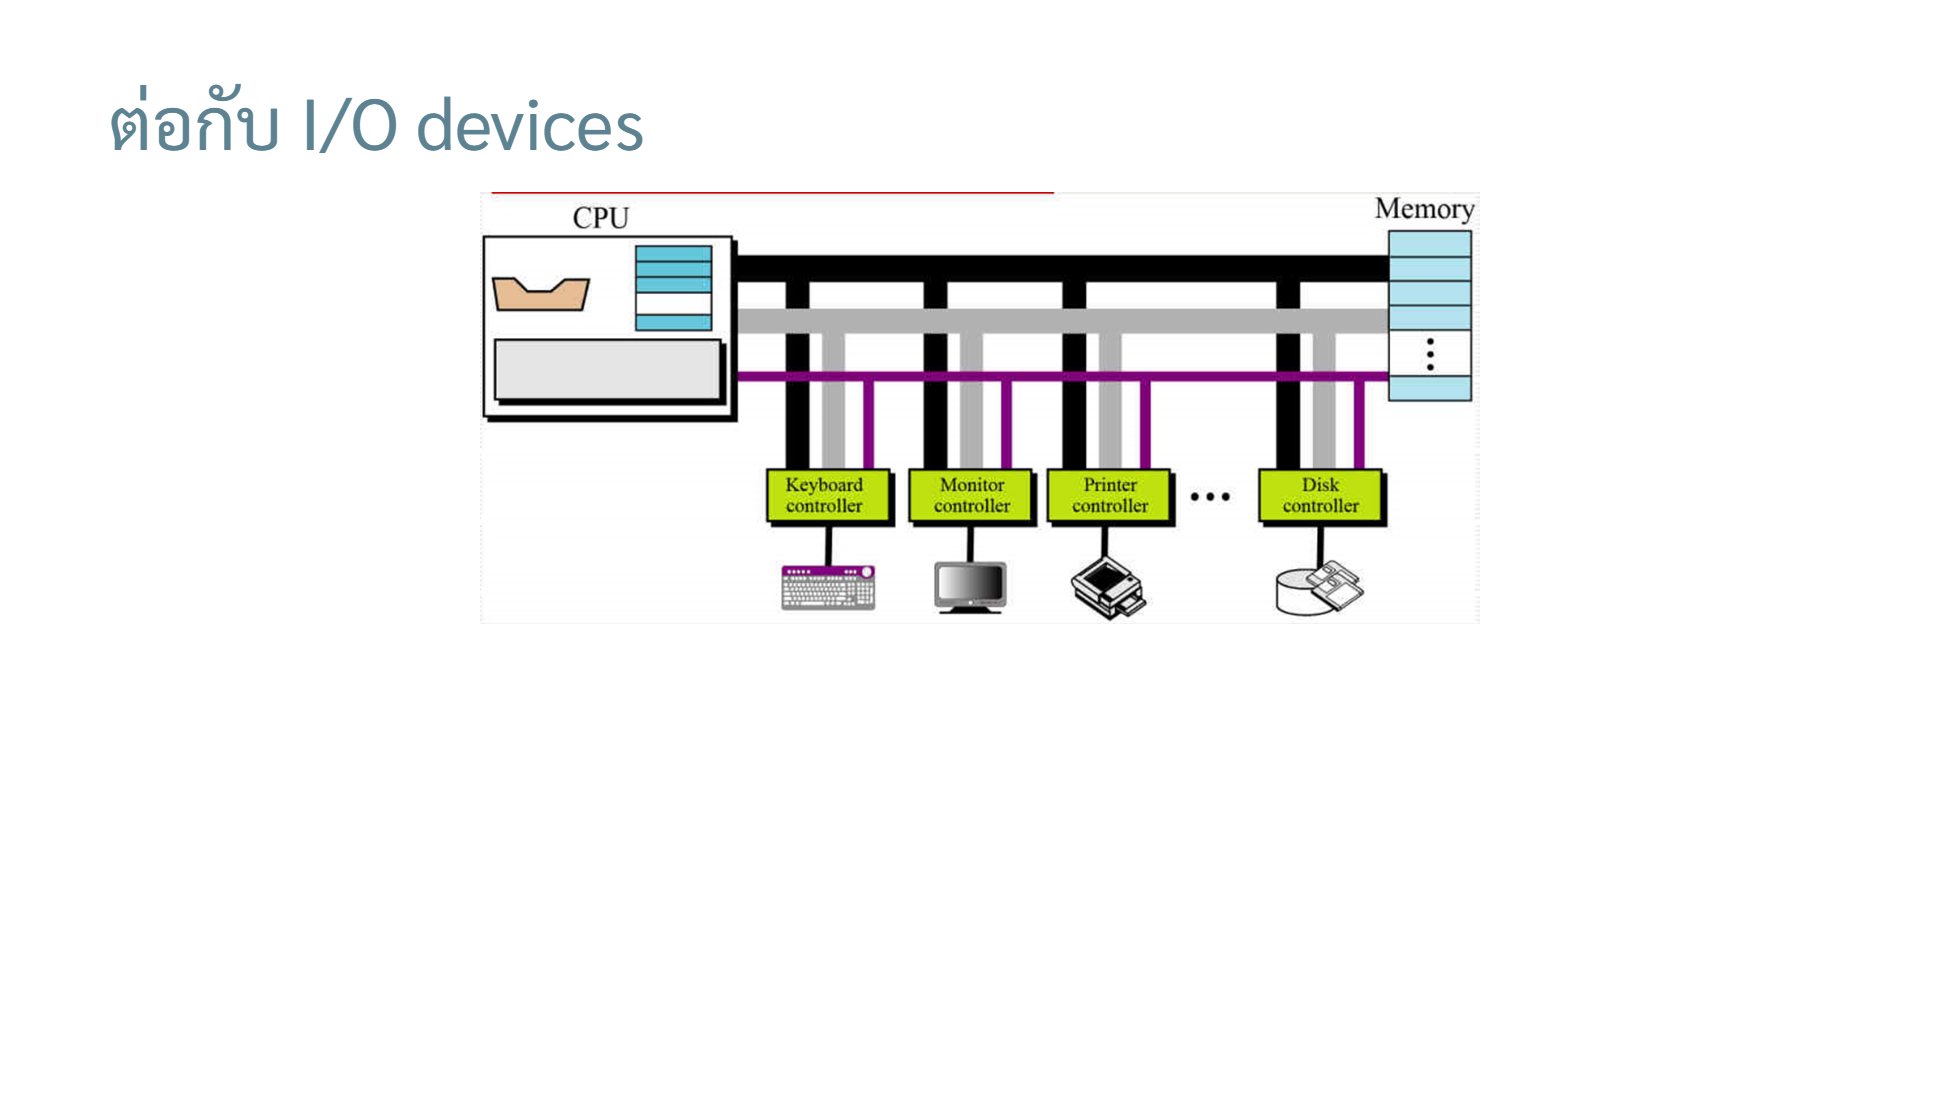 ต่อกับ I/O devices
CPU
Memory
Keyboard
controller
Monitor
controller
Printer
controller
Disk
controller